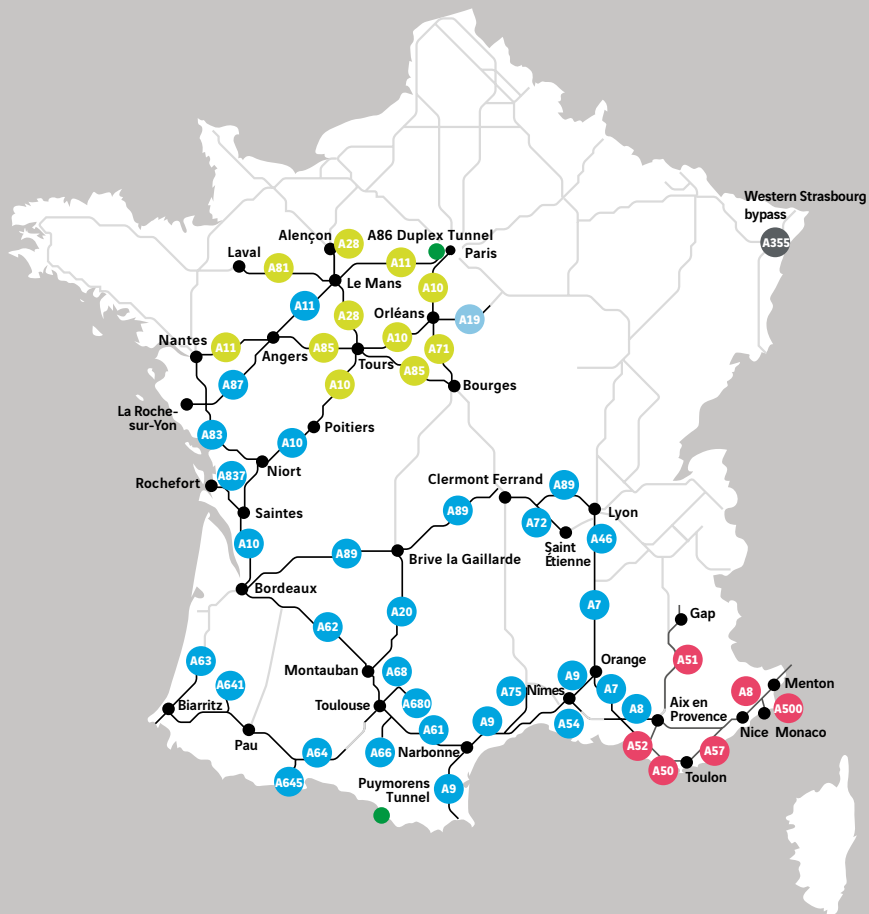 Western Strasbourg
bypass
A355
Alençon
A28
A86 Duplex Tunnel
Paris
Laval
A81
A11
Le Mans
A10
A11
A28
Orléans
A19
Nantes
A11
Angers
A85
Tours
A10
A71
A85
Bourges
A87
A10
La Roche-
sur-Yon
A83
A10
Poitiers
Niort
Rochefort
A837
Saintes
Clermont Ferrand
A89
A89
Lyon
A72
Saint
Étienne
A46
A10
A89
Brive la Gaillarde
Bordeaux
A7
A20
A62
Gap
A63
A641
Montauban
A68
Orange
A51
A9
A7
A75
Nîmes
Menton
A8
A500
Biarritz
Toulouse
A680
A8
Aix en
Provence
Nice
Monaco
A61
A9
A54
Pau
A64
A66
Narbonne
A52
A57
A50
Toulon
A645
Puymorens
Tunnel
A9